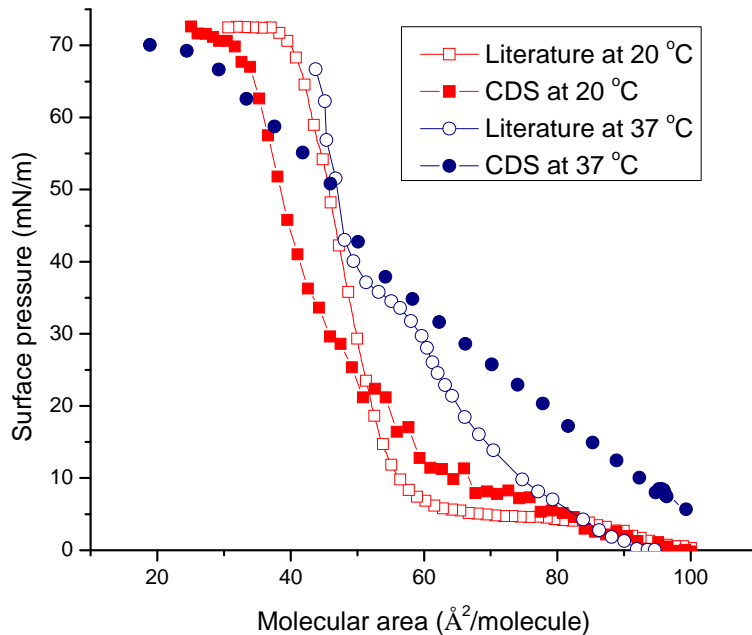 Literature at 20 °C
CDS at 20 °C
Literature at 37 °C
CDS at 37 °C
Surface pressure (mN/m)
70
60
50
40
30
20
10
0
20 40 60 80 100
Molecular area (Å²/molecule)